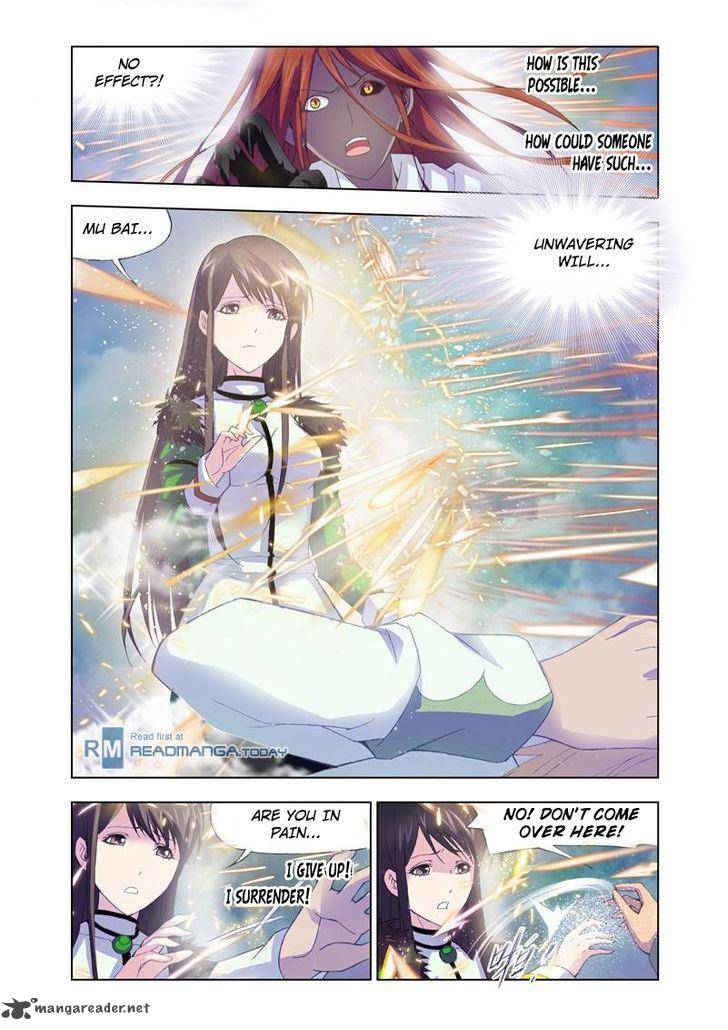 NO
EFFECT?!
HOW IS THIS
POSSIBLE...
HOW COULD SOMEONE
HAVE SUCH...
MU BAI...
UNWAVERING
WILL...
Read first at
RM READMANGA.TODAY
ARE YOU IN
PAIN...
I GIVE UP!
I SURRENDER!
NO! DON'T COME
OVER HERE!
mangareader.net